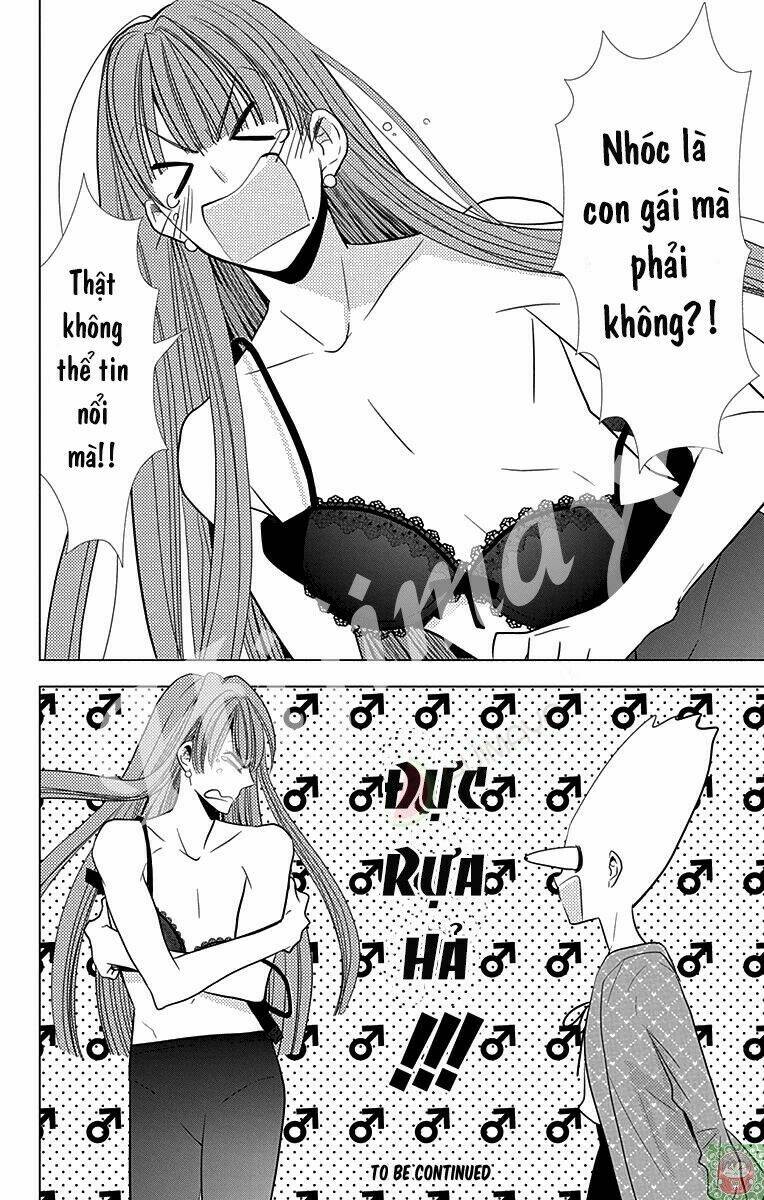 Nhóc là
con gái mà
phải
không?!
Thật
không
thể tin
nổi
mà!!
ĐỰC
RỰA
HẢ
!!!
TO BE CONTINUED